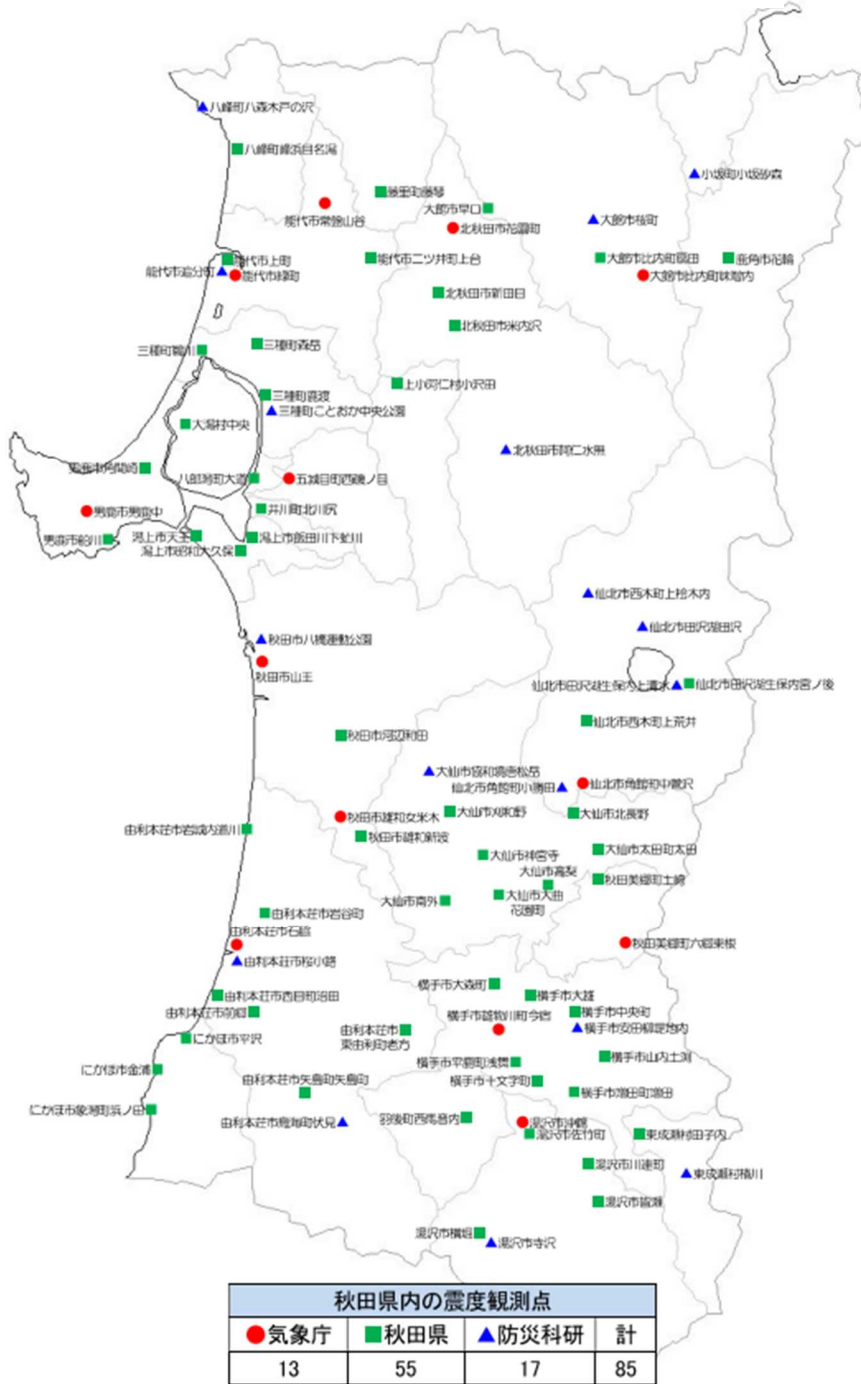 八峰町八森木戸の沢
八峰町峰浜目名潟
小坂町小坂砂森
藤里町藤琴
大館市早口
大館市桜町
能代市常盤山谷
北秋田市花園町
能代市上町
能代市追分町
能代市緑町
能代市二ツ井町上台
大館市比内町扇田
大館市比内町味噌内
鹿角市花輪
北秋田市新田目
北秋田市米内沢
三種町鵜川
三種町森岳
上小阿仁村小沢田
三種町鹿渡
三種町ことおか中央公園
大潟村中央
北秋田市阿仁水無
男鹿市角間崎
八郎潟町大道
五城目町西磯ノ目
男鹿市男鹿中
井川町北川尻
男鹿市船川
潟上市天王
潟上市飯田川下虻川
潟上市昭和大久保
仙北市西木町上桧木内
仙北市田沢湖田沢
秋田市八橋運動公園
秋田市山王
仙北市田沢湖生保内上清水
仙北市田沢湖生保内宮ノ後
仙北市西木町上荒井
秋田市河辺和田
大仙市協和境唐松岳
仙北市角館町小勝田
仙北市角館町中菅沢
秋田市雄和女米木
大仙市刈和野
大仙市北長野
由利本荘市岩城内道川
秋田市雄和新波
大仙市神宮寺
大仙市太田町太田
大仙市高梨
秋田美郷町土崎
大仙市南外
大仙市大曲
花園町
由利本荘市岩谷町
由利本荘市石脇
秋田美郷町六郷東根
由利本荘市桜小路
横手市大森町
由利本荘市西目町沼田
横手市大雄
由利本荘市前郷
横手市雄物川町今宿
横手市中央町
横手市安田柳堤地内
にかほ市平沢
由利本荘市
東由利町老方
横手市山内土渕
にかほ市金浦
横手市平鹿町浅舞
由利本荘市矢島町矢島町
横手市十文字町
横手市増田町増田
にかほ市象潟町浜ノ田
由利本荘市鳥海町伏見
羽後町西馬音内
湯沢市沖鶴
湯沢市佐竹町
東成瀬村田子内
湯沢市川連町
東成瀬村椿川
湯沢市皆瀬
湯沢市横堀
湯沢市寺沢
秋田県内の震度観測点
気象庁 秋田県 防災科研 計
13 55 17 85